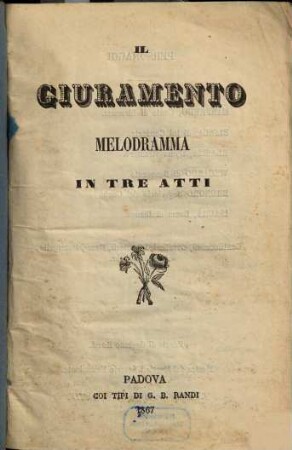 IL
GIURAMENTO
MELODRAMMA
IN TRE ATTI
PADOVA
COI TIPI DI G. B. RANDI
1867